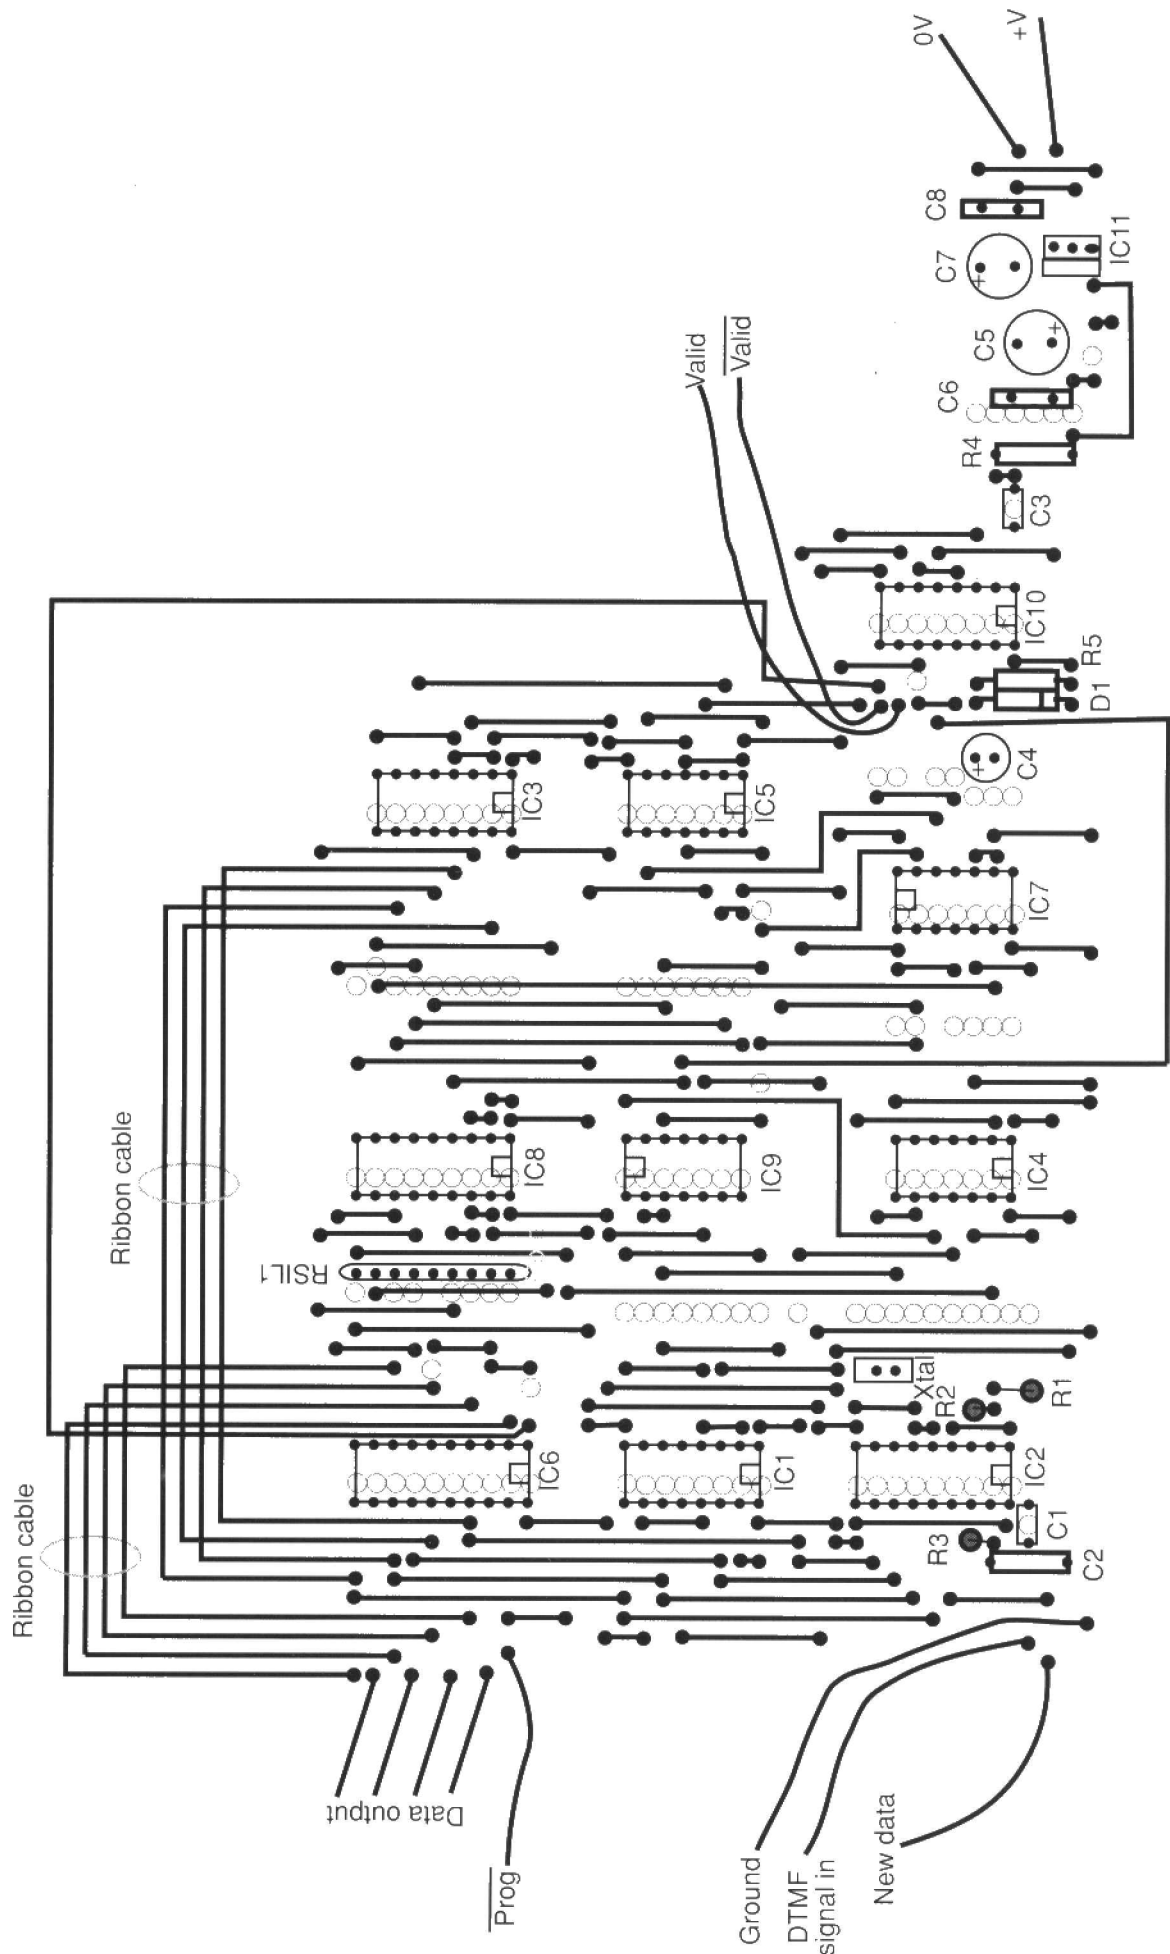 0V
+V
C8
C7
IC11
C5
C6
R4
C3
Valid
Valid
IC10
R5
D1
C4
IC3
IC5
IC7
Ribbon cable
IC8
IC9
IC4
RSIL1
Xtal
R2
R1
Ribbon cable
IC6
IC1
IC2
R3
C1
C2
Data output
Prog
Ground
DTMF
signal in
New data